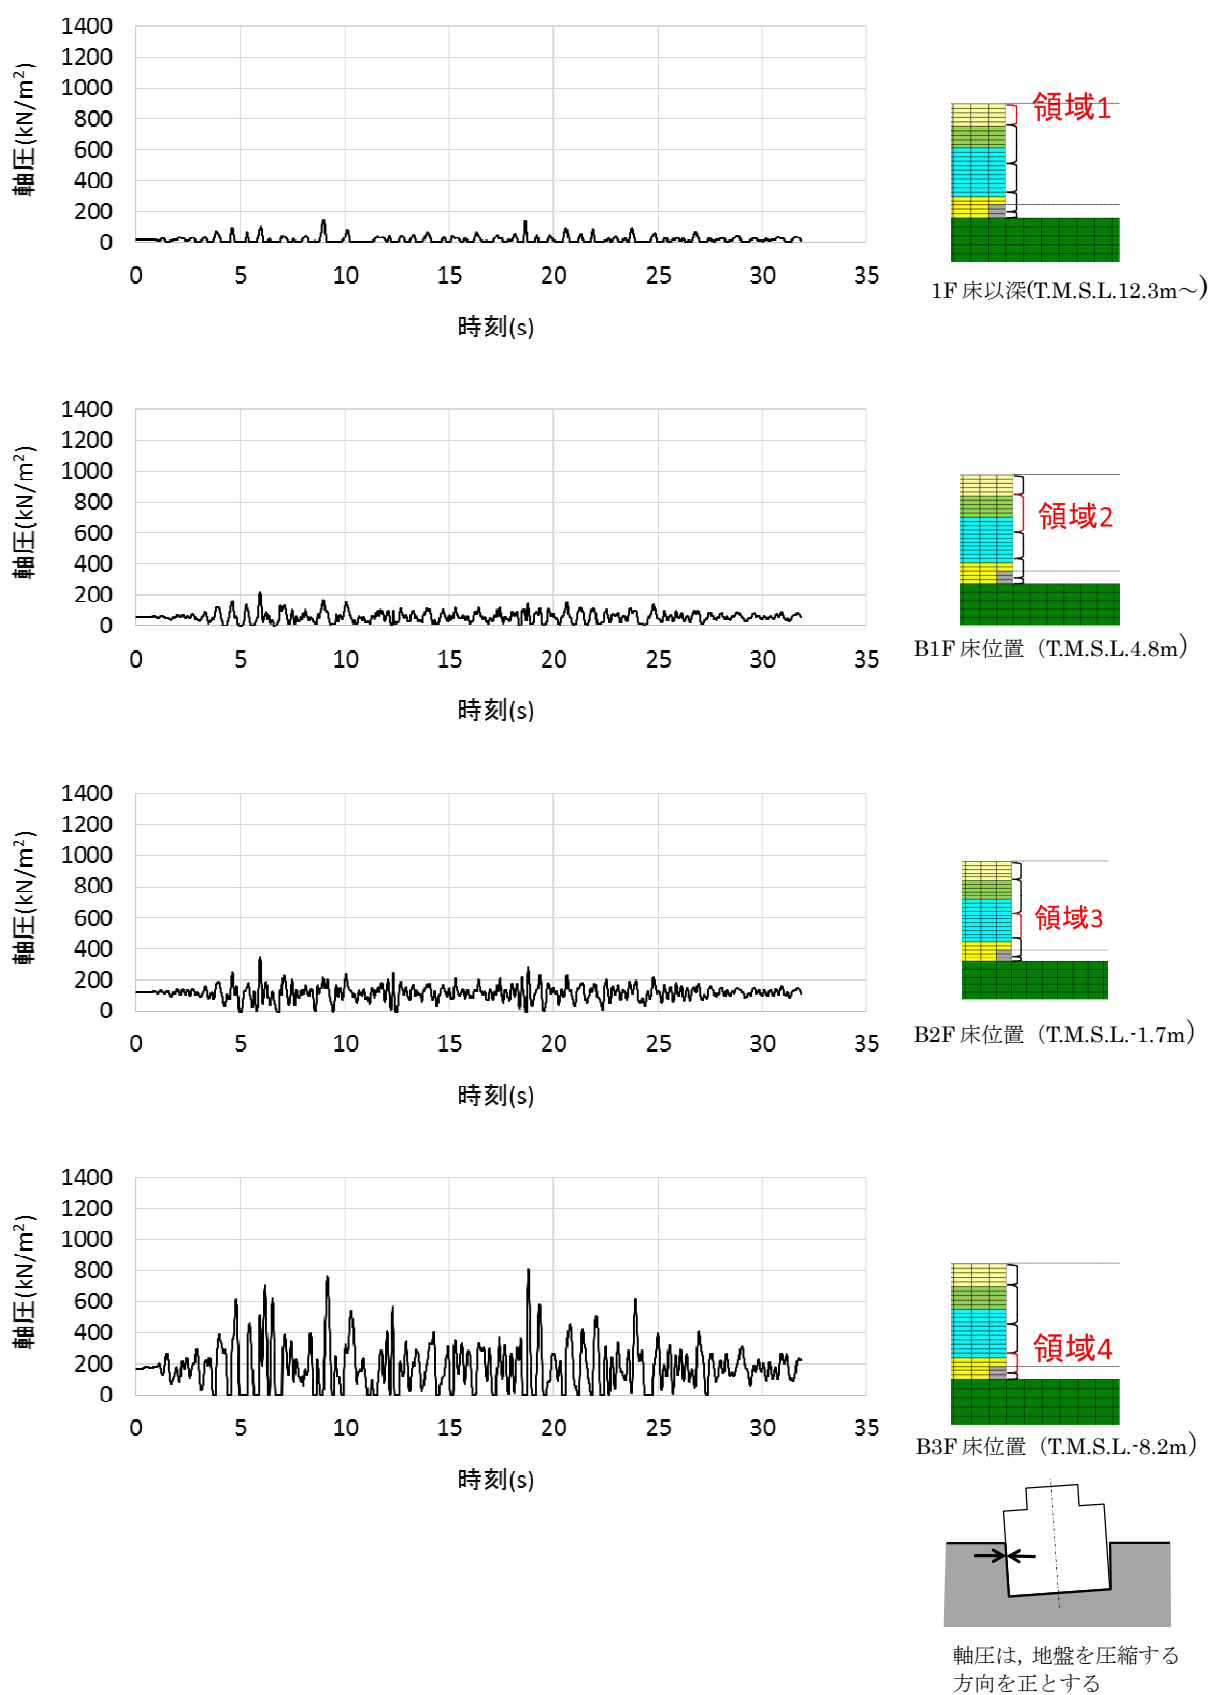 1400
1200
1000
800
600
400
200
0
軸圧(kN/m²)
0 5 10 15 20 25 30 35
時刻(s)
領域1
1F 床以深(T.M.S.L.12.3m～)
1400
1200
1000
800
600
400
200
0
軸圧(kN/m²)
0 5 10 15 20 25 30 35
時刻(s)
領域2
B1F 床位置（T.M.S.L.4.8m）
1400
1200
1000
800
600
400
200
0
軸圧(kN/m²)
0 5 10 15 20 25 30 35
時刻(s)
領域3
B2F 床位置（T.M.S.L.-1.7m）
1400
1200
1000
800
600
400
200
0
軸圧(kN/m²)
0 5 10 15 20 25 30 35
時刻(s)
領域4
B3F 床位置（T.M.S.L.-8.2m）
軸圧は，地盤を圧縮する
方向を正とする